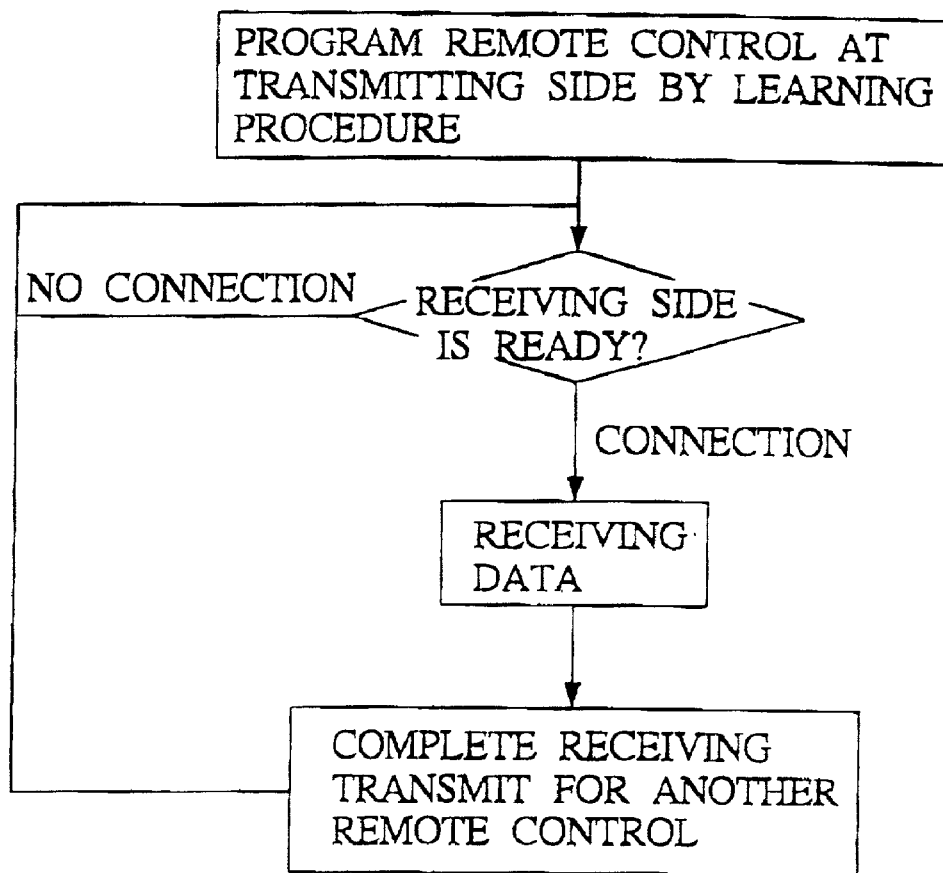 PROGRAM REMOTE CONTROL AT
TRANSMITTING SIDE BY LEARNING
PROCEDURE
NO CONNECTION
RECEIVING SIDE
IS READY?
CONNECTION
RECEIVING
DATA
COMPLETE RECEIVING
TRANSMIT FOR ANOTHER
REMOTE CONTROL